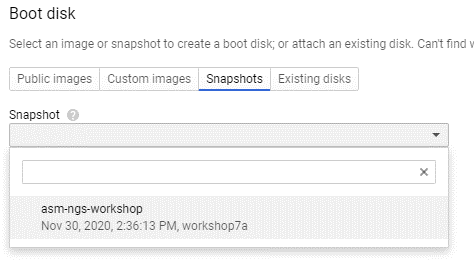 Boot disk
Select an image or snapshot to create a boot disk; or attach an existing disk. Can't find
Public images Custom images Snapshots Existing disks
Snapshot ?
asm-ngs-workshop
Nov 30, 2020, 2:36:13 PM, workshop7a